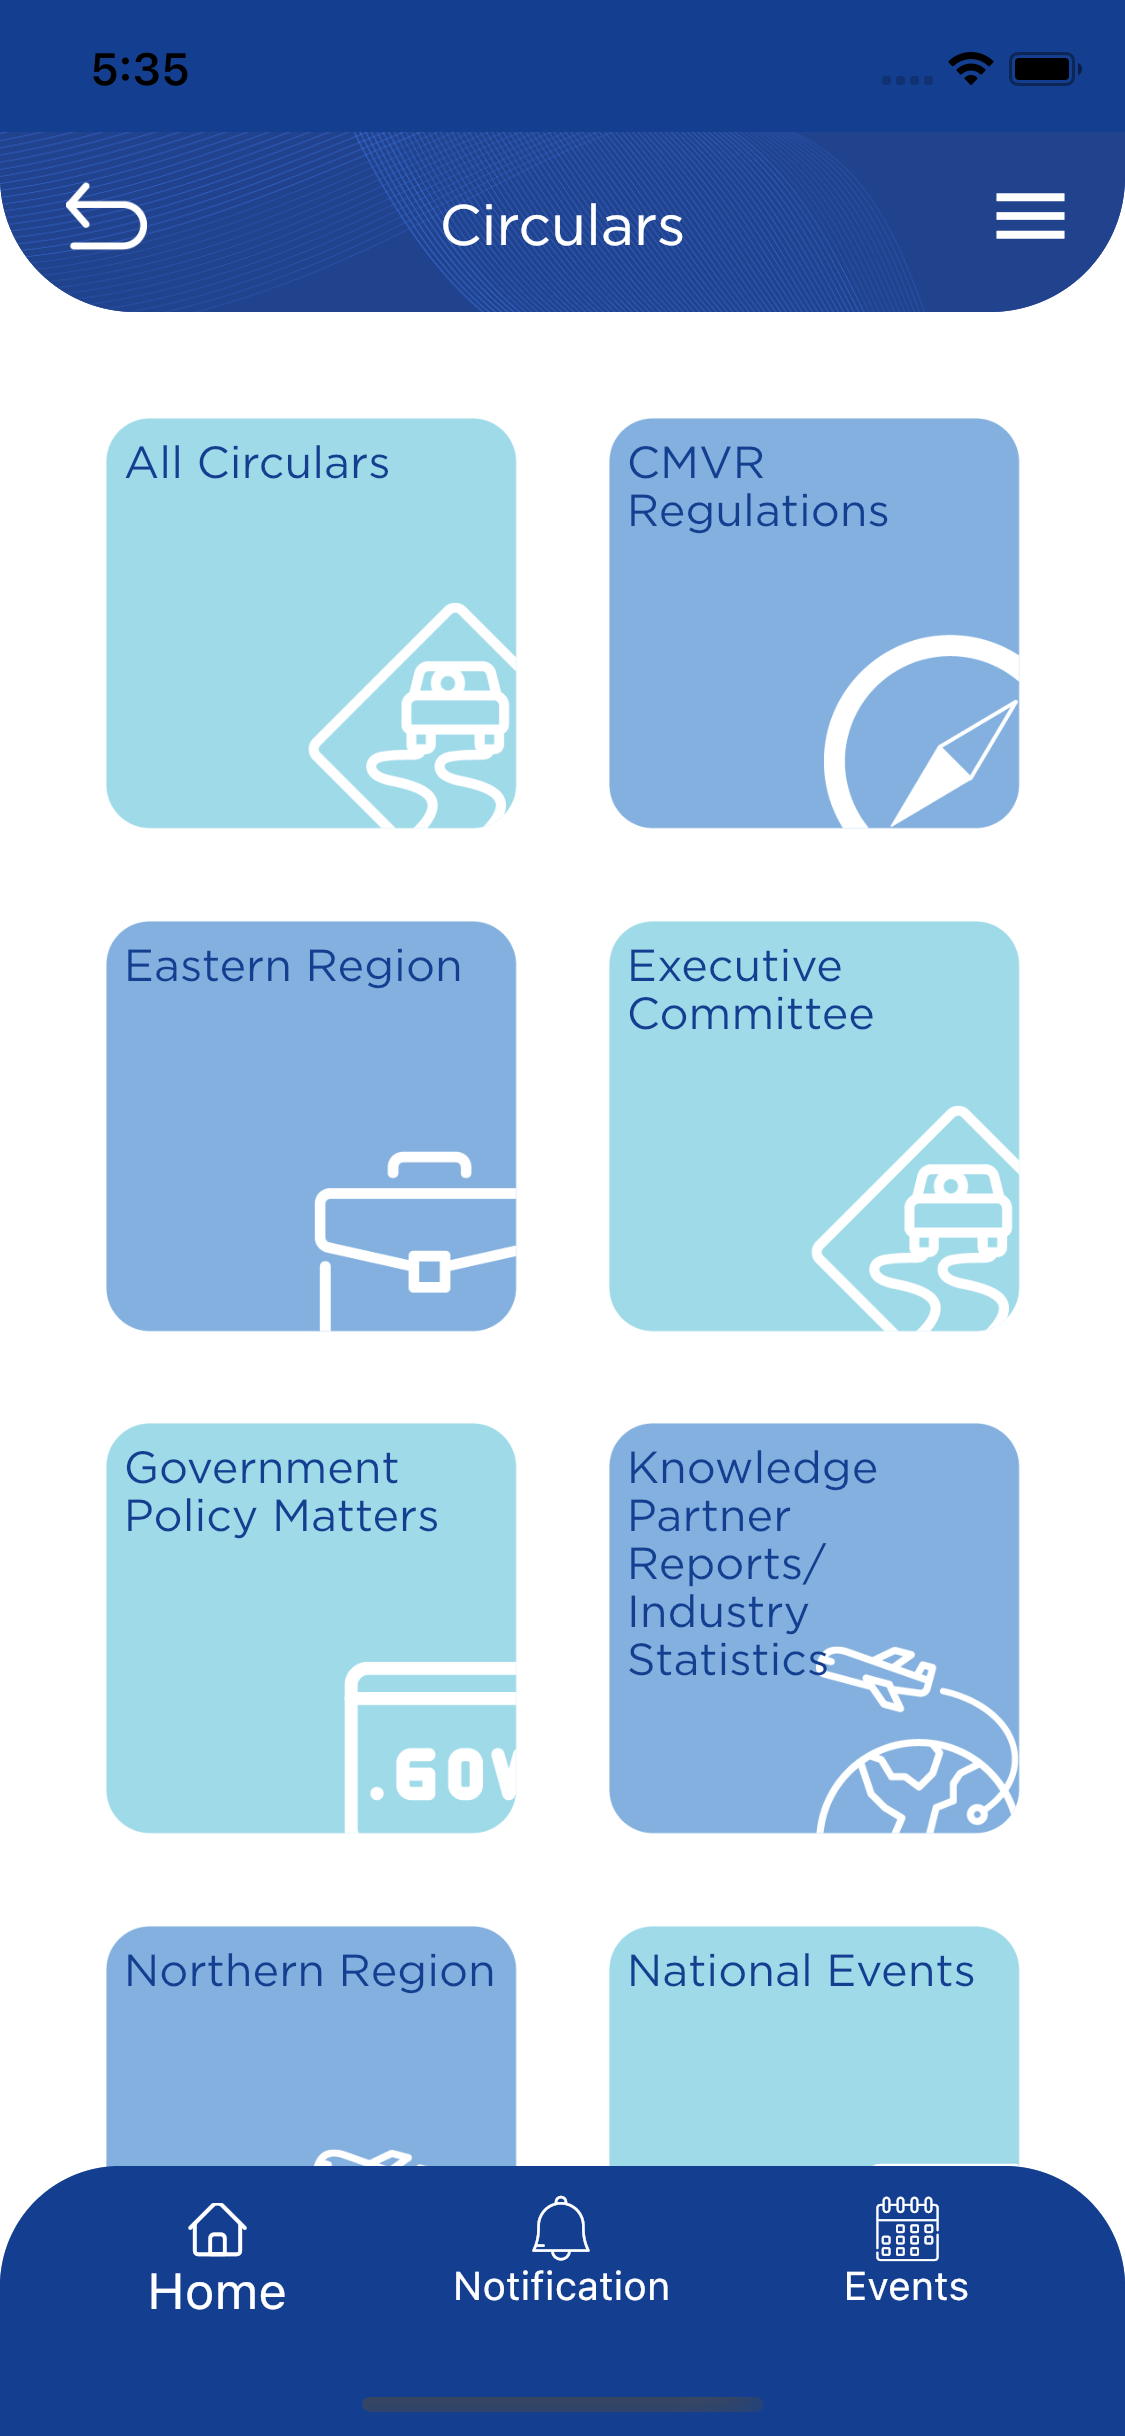 5:35
Circulars
All Circulars
CMVR
Regulations
Eastern Region
Executive
Committee
Government
Policy Matters
.GOV
Knowledge
Partner
Reports/
Industry
Statistics
Northern Region
National Events
Home
Notification
Events